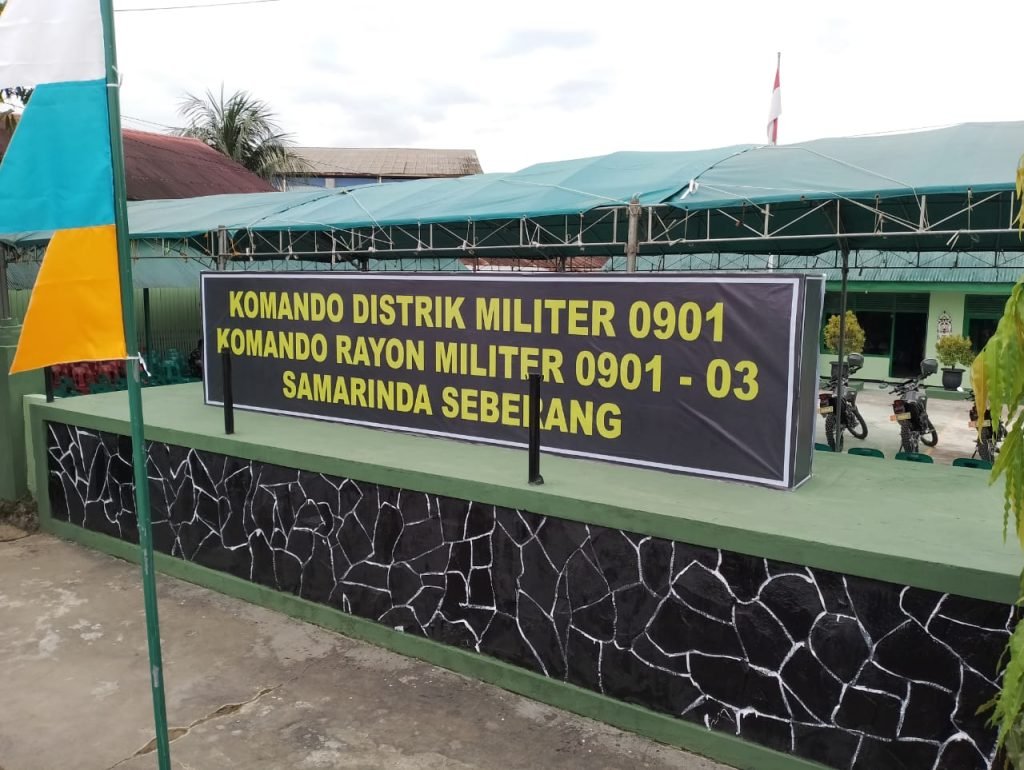 KOMANDO DISTRIK MILITER 0901
KOMANDO RAYON MILITER 0901 - 03
SAMARINDA SEBERANG